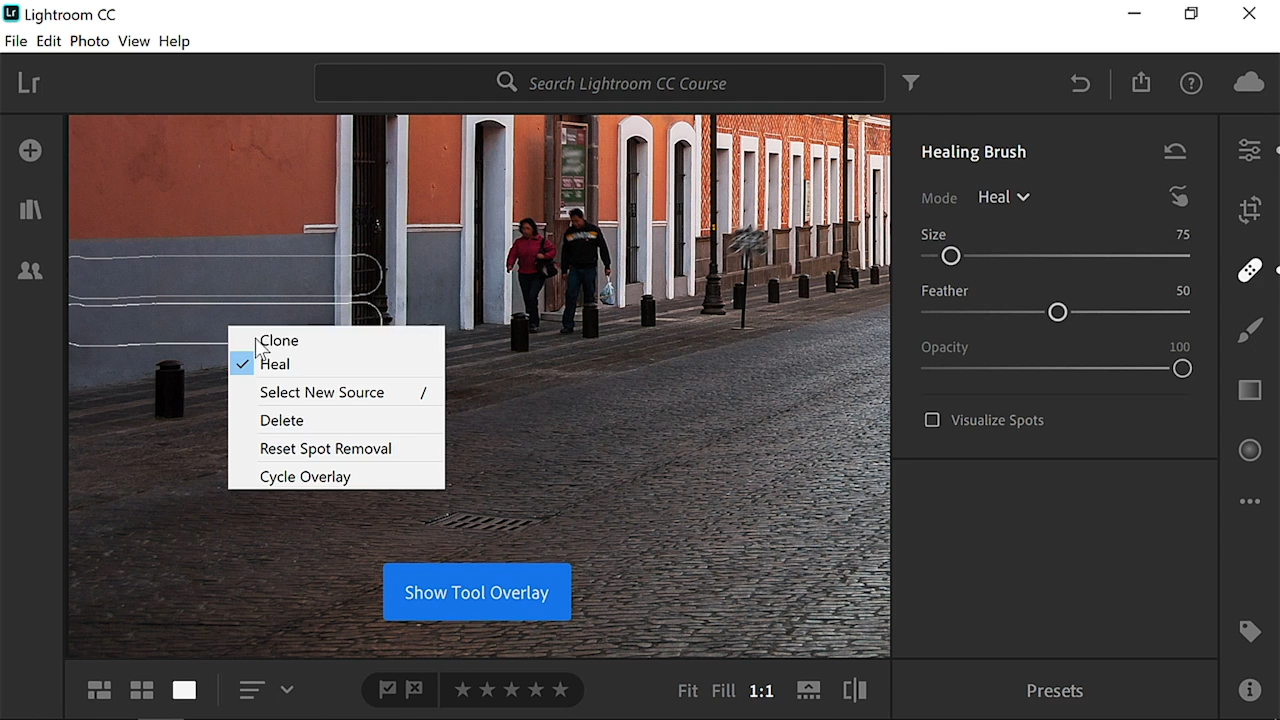 Lr Lightroom CC
File Edit Photo View Help
Lr
Search Lightroom CC Course
Healing Brush
Mode Heal
Size 75
Feather 50
Opacity 100
Visualize Spots
Clone
Heal
Select New Source /
Delete
Reset Spot Removal
Cycle Overlay
Show Tool Overlay
Fit Fill 1:1
Presets